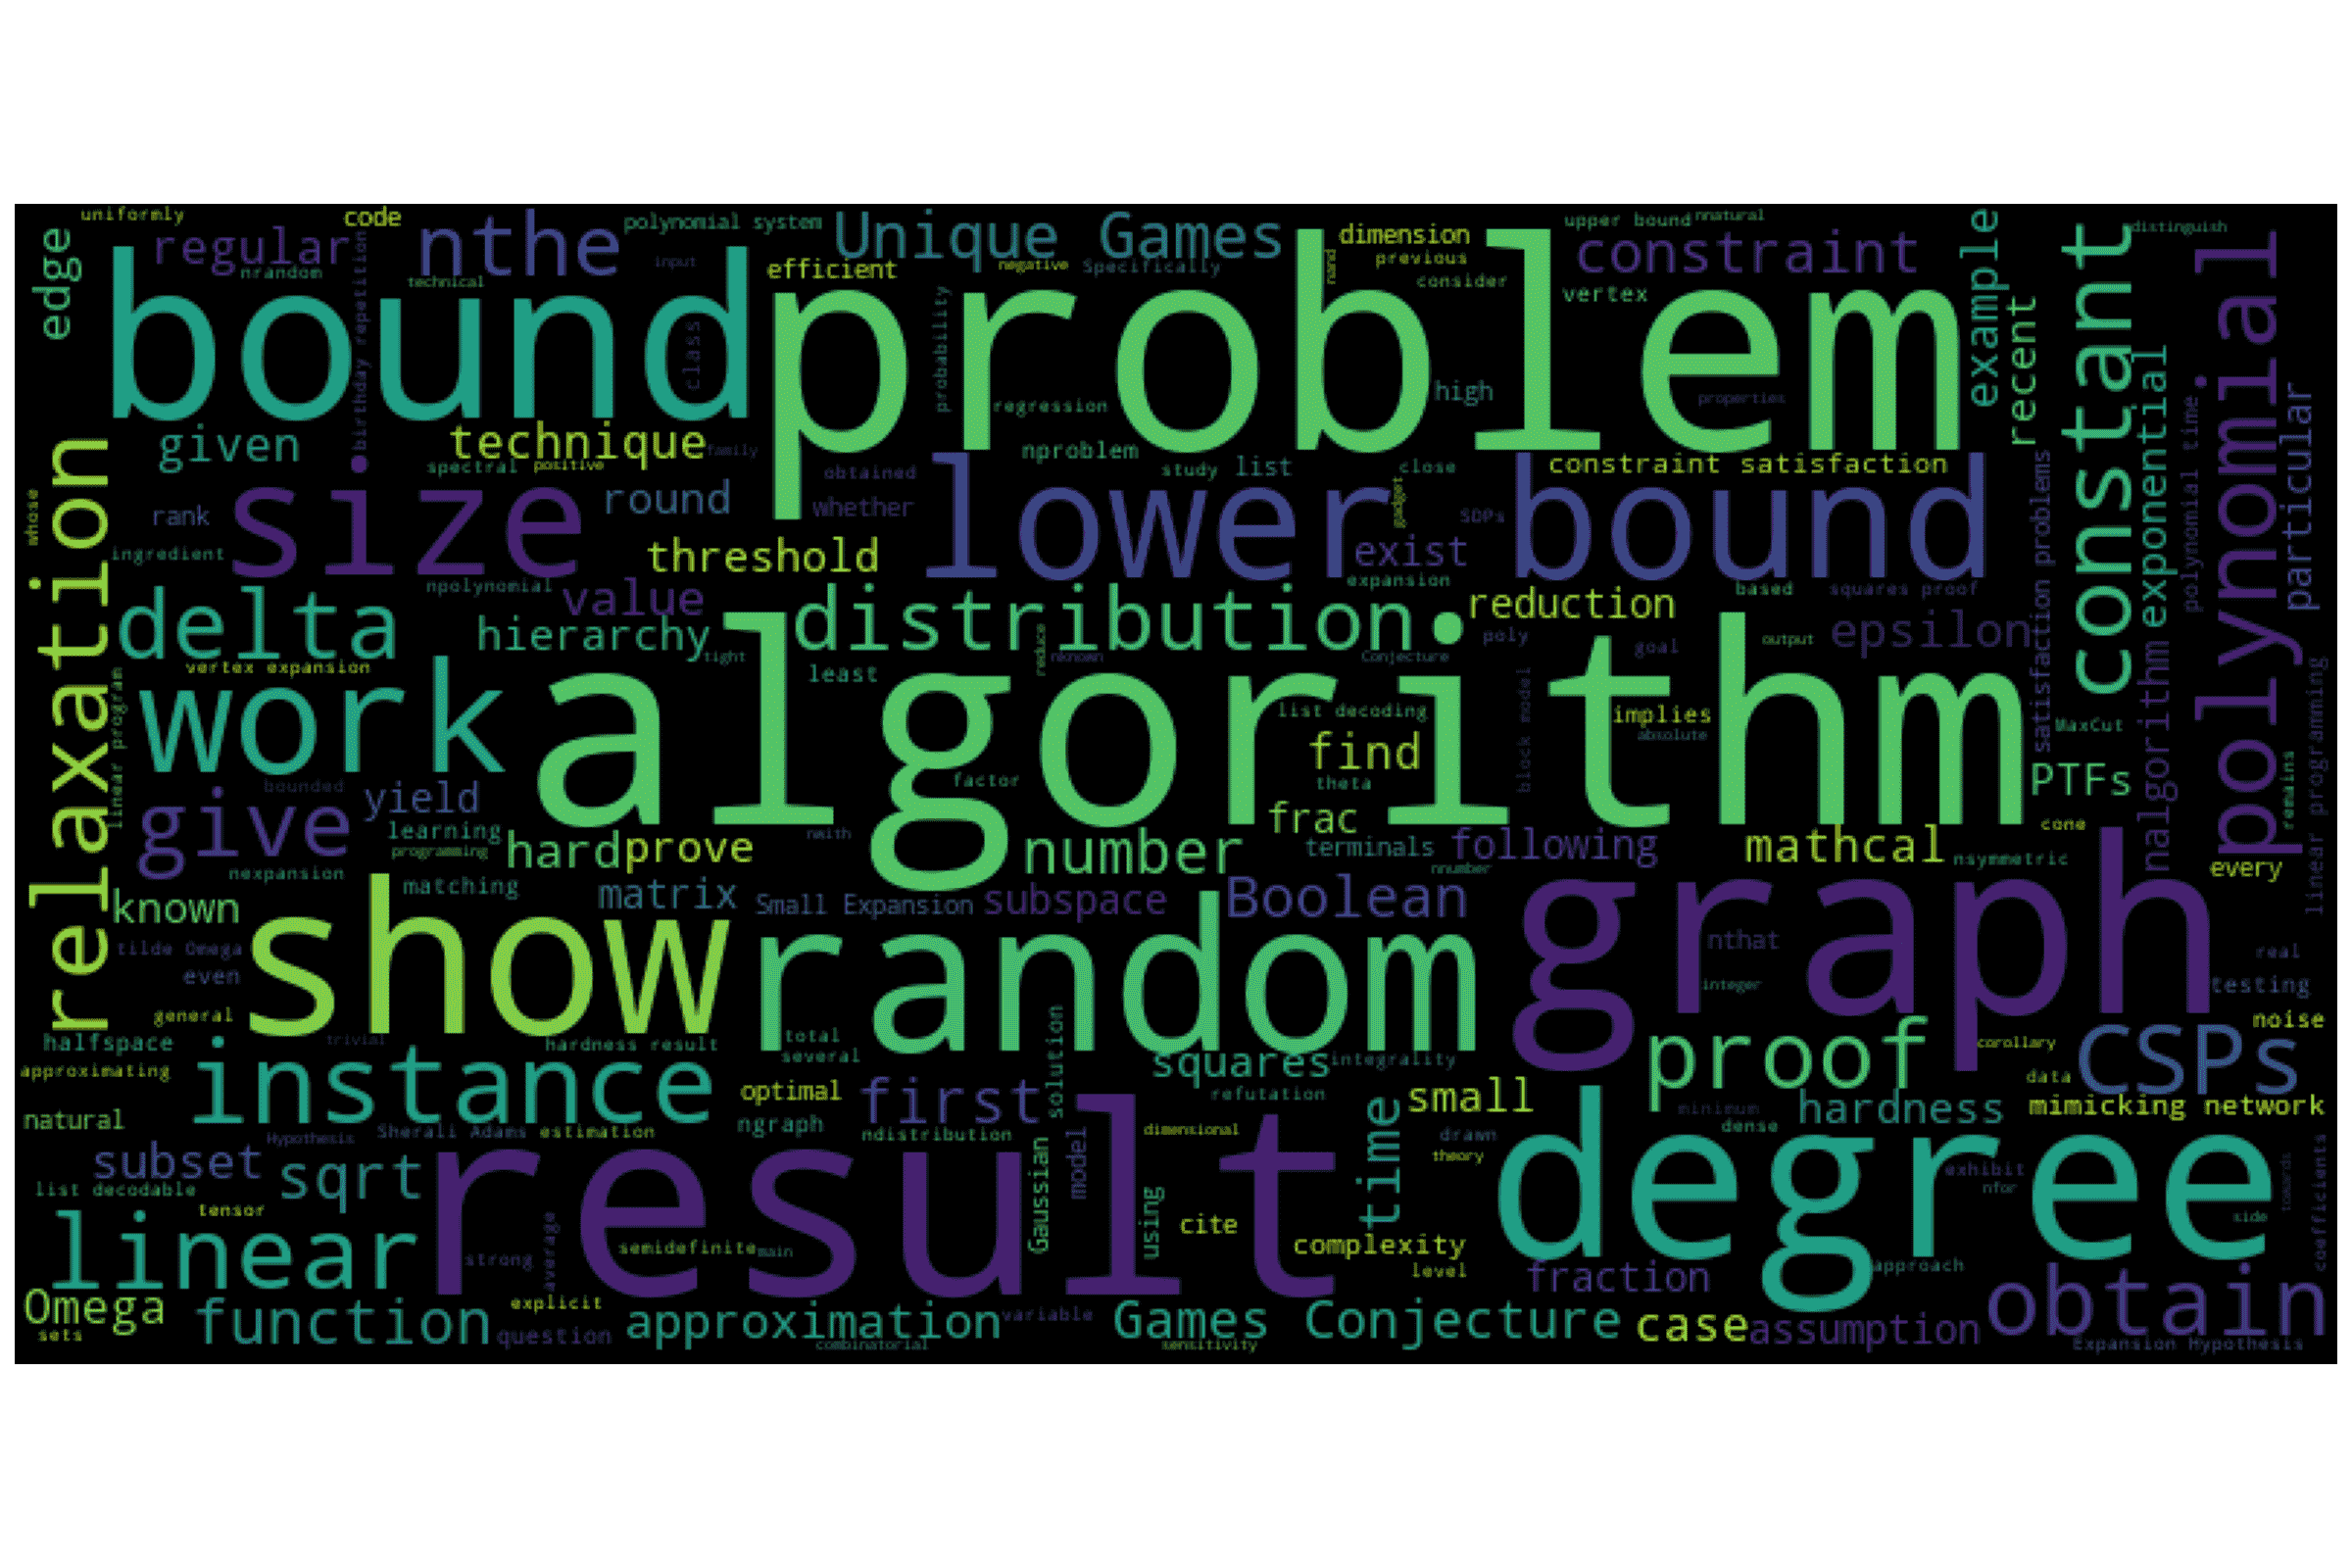 uniformly
code
nthe
polynomial system
Unique Games
upper bound
nnatural
distinguish
edge
regular
nrandom
technical
input
efficient
negative
Specifically
dimension
previous
consider
nand
constraint
vertex
example
recent
constant
polynomial
bound
problem
birthday repetition
class
probability
regression
high
properties
exponential
particular
polynomial time
given
technique
family
spectral
positive
obtained
nproblem
study
list
close
constraint satisfaction
relaxation
whose
rank
size
round
whether
lower bound
gadget
SDPs
exist
satisfaction problems
ingredient
threshold
npolynomial
value
expansion
based
squares proof
delta
hierarchy
tight
distribution
reduction
poly
goal
output
epsilon
reduce
nknown
Conjecture
least
vertex expansion
linear program
work
algorithm
list decoding
implies
absolute
find
theta
block model
MaxCut
nalgorithm
linear programming
PTFs
bounded
yield
factor
frac
remains
cone
give
learning
programming
hard
prove
nwith
number
terminals
following
mathcal
nsymmetric
every
nexpansion
matching
matrix
Small Expansion
subspace
nnumber
Boolean
graph
known
show
random
nthat
real
tilde Omega
even
integer
testing
general
halfspace
trivial
hardness result
total
several
squares
integrality
proof
corollary
CSPs
noise
approximating
instance
optimal
first
solution
refutation
small
minimum
dense
hardness
data
mimicking network
natural
Hypothesis
Sherali Adams
estimation
ngraph
ndistribution
dimensional
time
drawn
theory
degree
exhibit
nfor
towards
coefficients
subset
sqrt
result
Gaussian
model
using
list decodable
tensor
cite
side
linear
strong
average
semidefinite
main
complexity
level
fraction
approach
obtain
Omega
sets
function
explicit
question
approximation
variable
combinatorial
Games Conjecture
sensitivity
case
assumption
Expansion Hypothesis